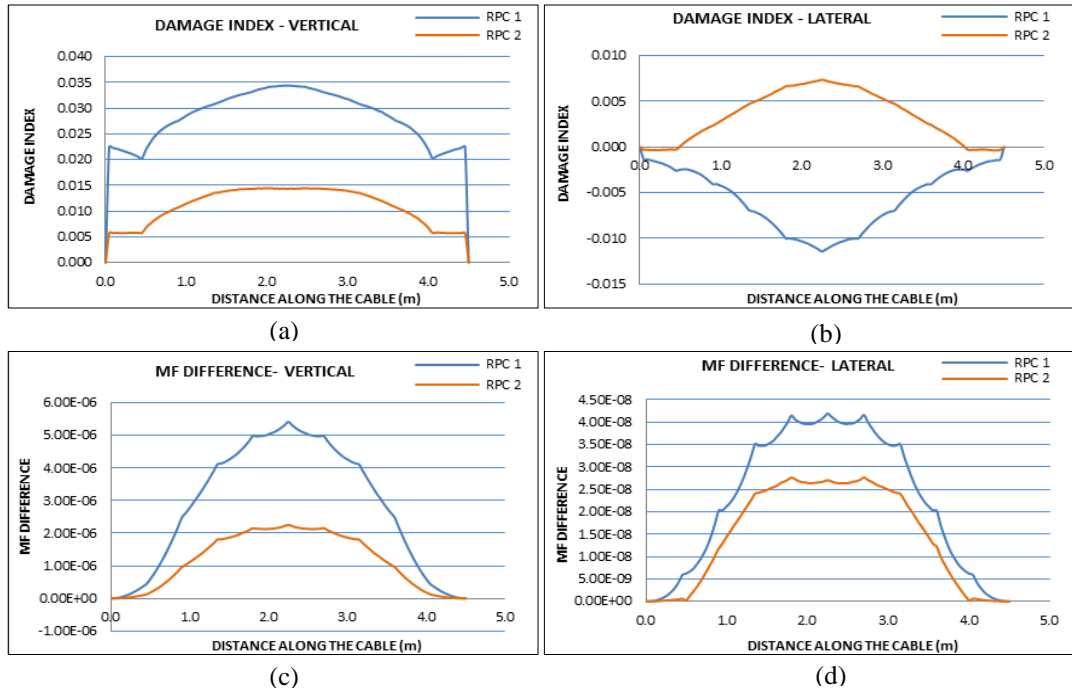 DAMAGE INDEX - VERTICAL
RPC 1
RPC 2
0.040
0.035
0.030
0.025
0.020
0.015
0.010
0.005
0.000
DAMAGE INDEX
0.0 1.0 2.0 3.0 4.0 5.0
DISTANCE ALONG THE CABLE (m)
(a)
DAMAGE INDEX - LATERAL
RPC 1
RPC 2
0.010
0.005
0.000
-0.005
-0.010
-0.015
DAMAGE INDEX
0.0 1.0 2.0 3.0 4.0 5.0
DISTANCE ALONG THE CABLE (m)
(b)
MF DIFFERENCE- VERTICAL
RPC 1
RPC 2
6.00E-06
5.00E-06
4.00E-06
3.00E-06
2.00E-06
1.00E-06
0.00E+00
-1.00E-06
MF DIFFERENCE
0.0 1.0 2.0 3.0 4.0 5.0
DISTANCE ALONG THE CABLE (m)
(c)
MF DIFFERENCE- LATERAL
RPC 1
RPC 2
4.50E-08
4.00E-08
3.50E-08
3.00E-08
2.50E-08
2.00E-08
1.50E-08
1.00E-08
5.00E-09
0.00E+00
MF DIFFERENCE
0.0 1.0 2.0 3.0 4.0 5.0
DISTANCE ALONG THE CABLE (m)
(d)